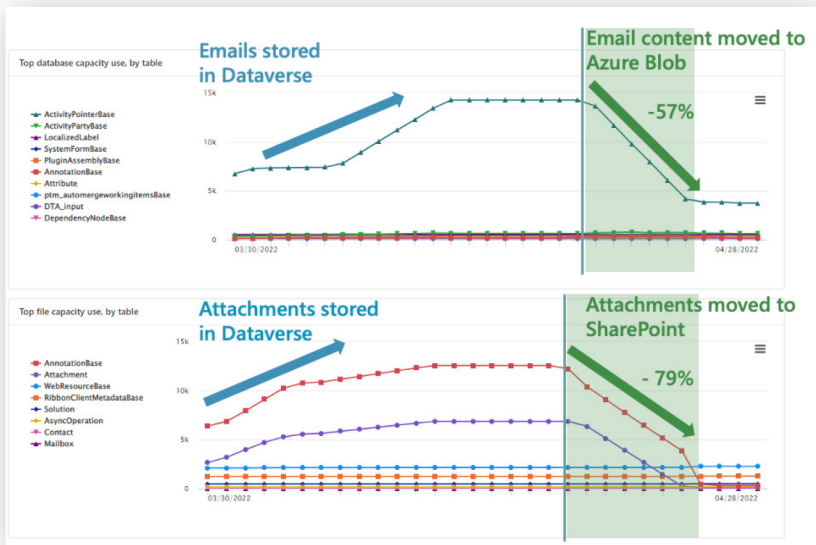 Top database capacity use, by table
Emails stored
in Dataverse
Email content moved to
Azure Blob
-57%
ActivityPointerBase
ActivityPartyBase
LocalizedLabel
SystemFormBase
PluginAssemblyBase
AnnotationBase
Attribute
ptm_automergeworkingitemsBase
DTA_input
DependencyNodeBase
15k
10k
5k
0
03/30/2022
04/28/2022
Top file capacity use, by table
Attachments stored
in Dataverse
Attachments moved to
SharePoint
- 79%
AnnotationBase
Attachment
WebResourceBase
RibbonClientMetadataBase
Solution
AsyncOperation
Contact
Mailbox
15k
10k
5k
0
03/30/2022
04/28/2022